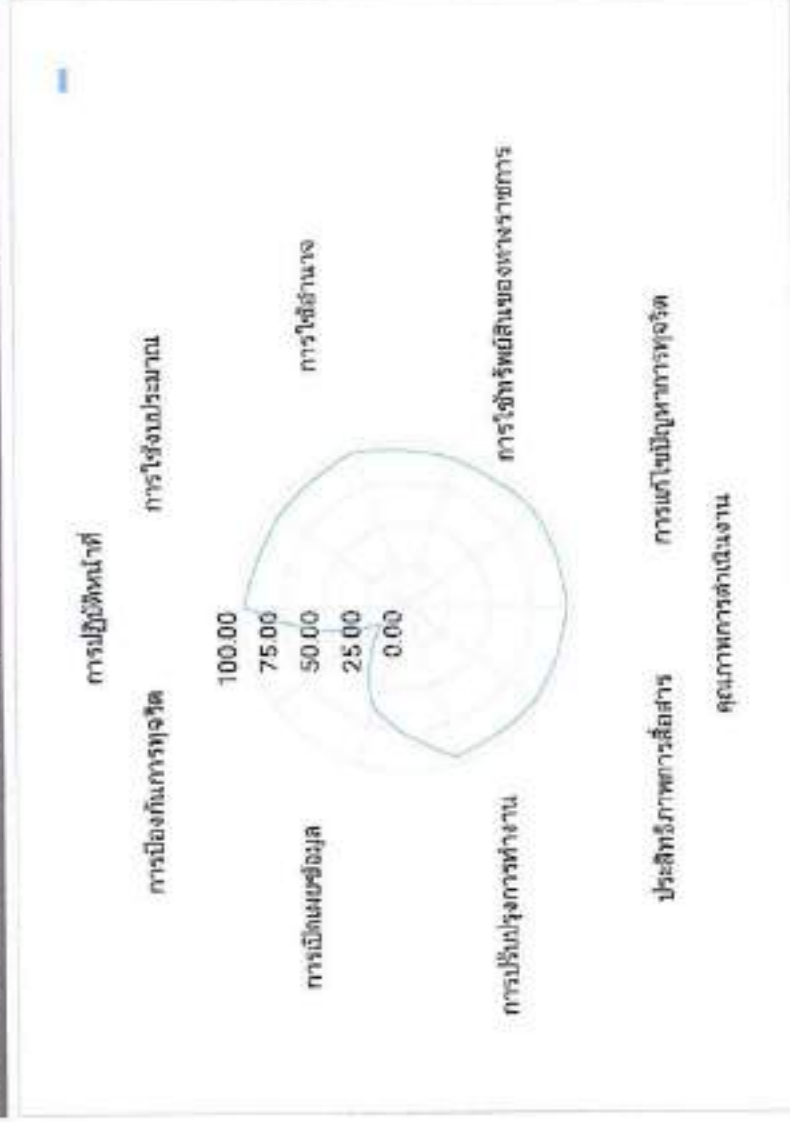 การปฏิบัติหน้าที่
การป้องกันการทุจริต
การใช้งบประมาณ
100.00
75.00
50.00
25.00
0.00
การเปิดเผยข้อมูล
การใช้อำนาจ
การปรับปรุงการทำงาน
การใช้ทรัพย์สินของทางราชการ
ประสิทธิภาพการสื่อสาร
การแก้ไขปัญหาการทุจริต
คุณภาพการดำเนินงาน